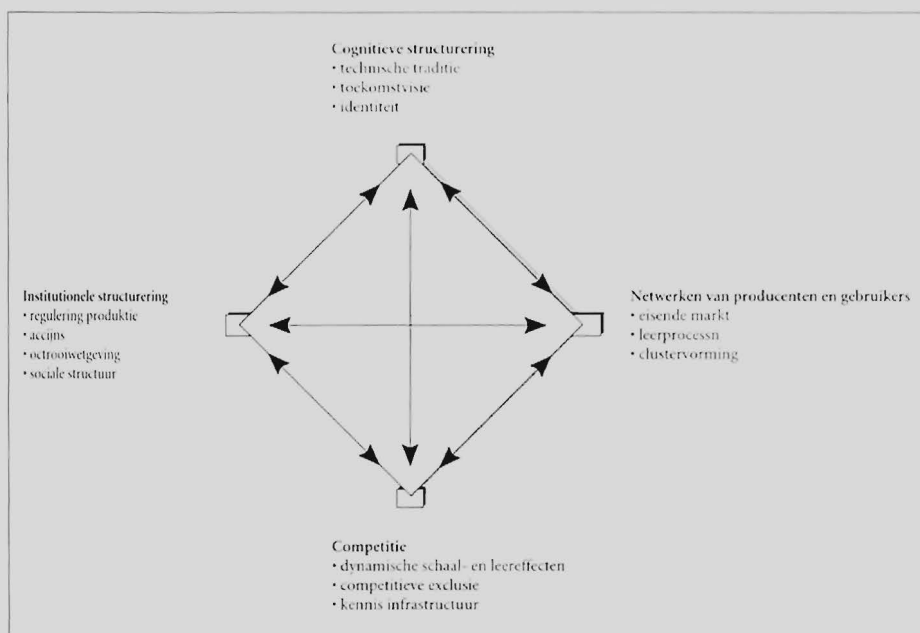 Cognitieve structurering
• technische traditie
• toekomstvisie
• identiteit
Institutionele structurering
• regulering produktie
• accijns
• octrooiwetgeving
• sociale structuur
Netwerken van producenten en gebruikers
• eisende markt
• leerprocessn
• clustervorming
Competitie
• dynamische schaal- en leereffecten
• competitieve exclusie
• kennis infrastructuur